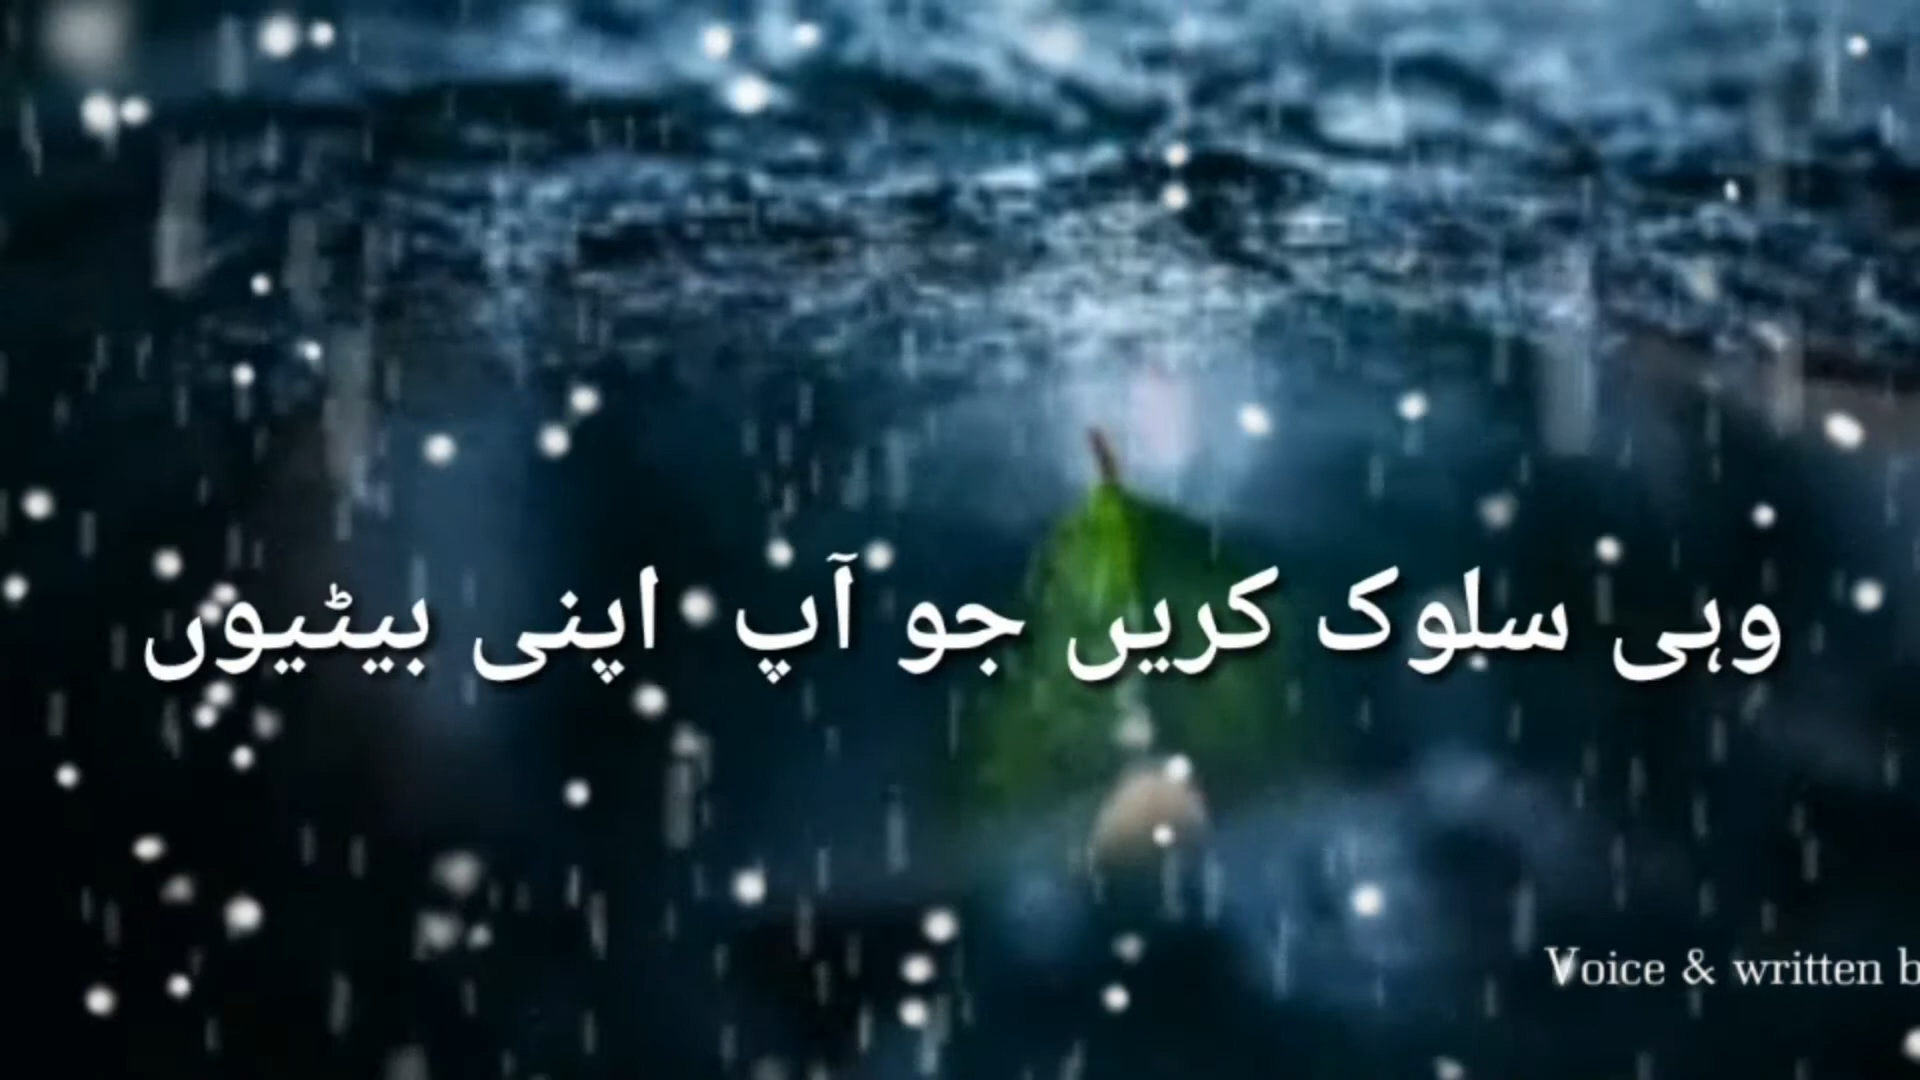 وہی سلوک کریں جو آپ اپنی بیٹیوں
Voice & written b